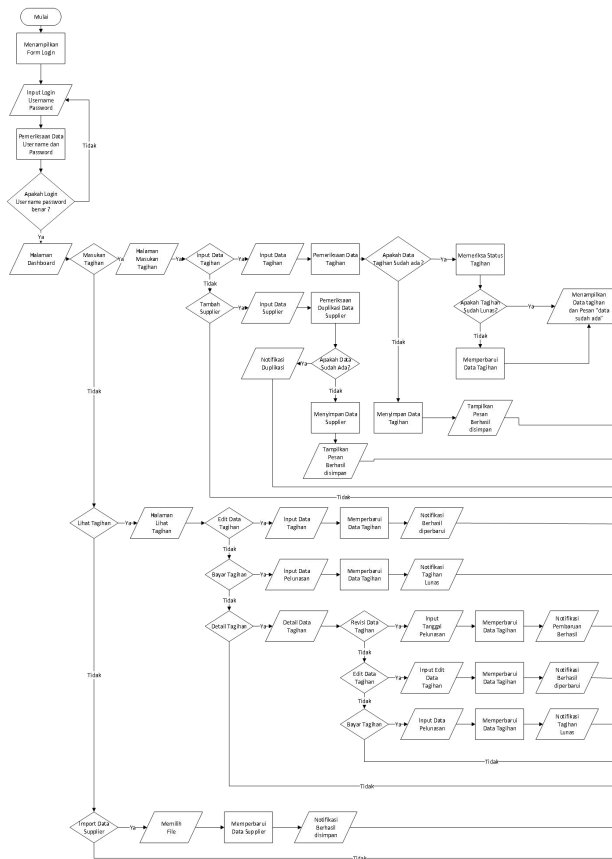 Mulai
Menampilkan
Form Login
Input Login
Username
Password
Pemeriksaan Data
Username dan
Password
Tidak
Apakah Login
Username password
benar ?
Ya
Halaman
Dashboard
Masukan
Tagihan
Ya
Halaman
Masukan
Tagihan
Input Data
Tagihan
Ya
Input Data
Tagihan
Pemeriksaan Data
Tagihan
Apakah Data
Tagihan Sudah ada ?
Ya
Memeriksa Status
Tagihan
Tidak
Tambah
Supplier
Ya
Input Data
Supplier
Pemeriksaan
Duplikasi Data
Supplier
Apakah Tagihan
Sudah Lunas?
Ya
Menampilkan
Data tagihan
dan Pesan "data
sudah ada"
Tidak
Memperbarui
Data Tagihan
Notifikasi
Duplikasi
Ya
Apakah Data
Sudah Ada?
Tidak
Tidak
Tidak
Menyimpan Data
Supplier
Menyimpan Data
Tagihan
Tampilkan
Pesan
Berhasil
disimpan
Tampilkan
Pesan
Berhasil
disimpan
Tidak
Lihat Tagihan
Ya
Halaman
Lihat
Tagihan
Edit Data
Tagihan
Ya
Input Data
Tagihan
Memperbarui
Data Tagihan
Notifikasi
Berhasil
diperbarui
Tidak
Bayar Tagihan
Ya
Input Data
Pelunasan
Memperbarui
Data Tagihan
Notifikasi
Tagihan
Lunas
Tidak
Detail Tagihan
Ya
Detail Data
Tagihan
Revisi Data
Tagihan
Ya
Input
Tanggal
Pelunasan
Memperbarui
Data Tagihan
Notifikasi
Pembaruan
Berhasil
Tidak
Tidak
Edit Data
Tagihan
Ya
Input Edit
Data
Tagihan
Memperbarui
Data Tagihan
Notifikasi
Berhasil
diperbarui
Tidak
Bayar Tagihan
Ya
Input Data
Pelunasan
Memperbarui
Data Tagihan
Notifikasi
Tagihan
Lunas
Tidak
Tidak
Import Data
Supplier
Ya
Memilih
File
Memperbarui
Data Supplier
Notifikasi
Berhasil
disimpan
Tidak